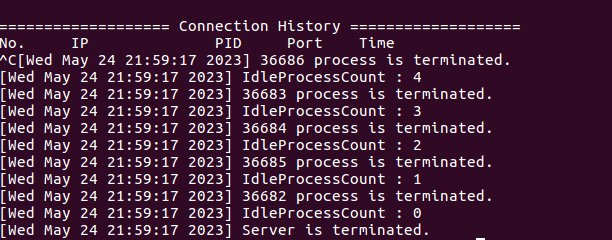 =================== Connection History ===================
No. IP PID Port Time
^C[Wed May 24 21:59:17 2023] 36686 process is terminated.
[Wed May 24 21:59:17 2023] IdleProcessCount : 4
[Wed May 24 21:59:17 2023] 36683 process is terminated.
[Wed May 24 21:59:17 2023] IdleProcessCount : 3
[Wed May 24 21:59:17 2023] 36684 process is terminated.
[Wed May 24 21:59:17 2023] IdleProcessCount : 2
[Wed May 24 21:59:17 2023] 36685 process is terminated.
[Wed May 24 21:59:17 2023] IdleProcessCount : 1
[Wed May 24 21:59:17 2023] 36682 process is terminated.
[Wed May 24 21:59:17 2023] IdleProcessCount : 0
[Wed May 24 21:59:17 2023] Server is terminated.